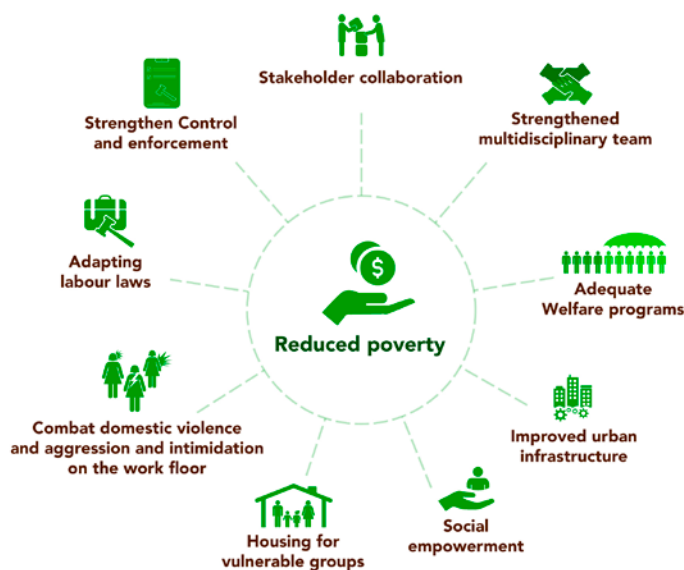 Stakeholder collaboration
Strengthen Control
and enforcement
Strengthened
multidisciplinary team
Adapting
labour laws
$
Reduced poverty
Adequate
Welfare programs
Combat domestic violence
and aggression and intimidation
on the work floor
Improved urban
infrastructure
Housing for
vulnerable groups
Social
empowerment